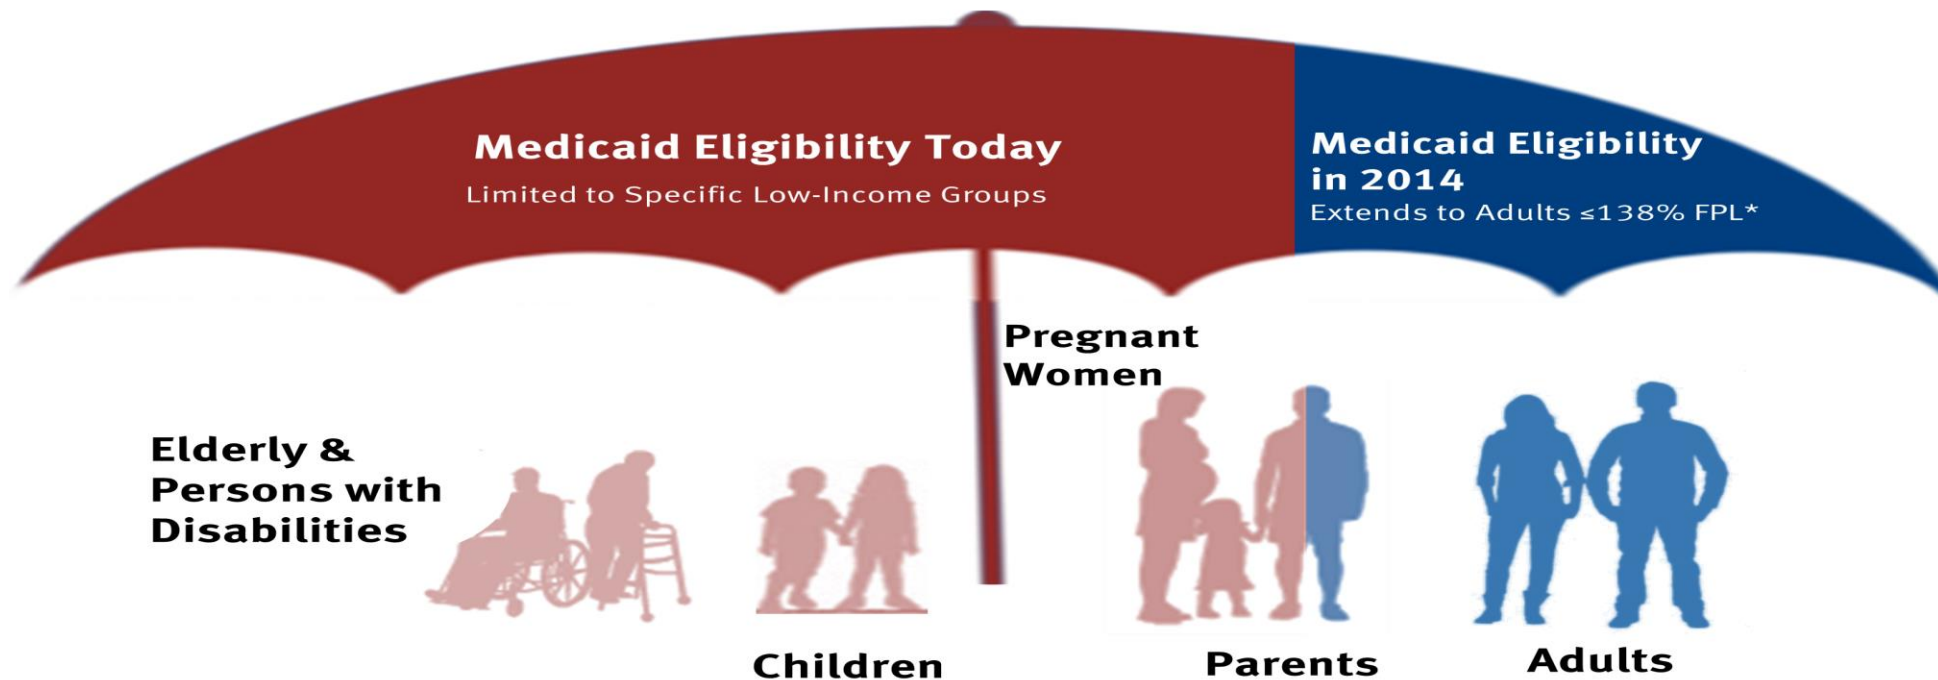 Medicaid Eligibility Today
Limited to Specific Low-Income Groups
Medicaid Eligibility
in 2014
Extends to Adults ≤138% FPL*
Pregnant
Women
Elderly &
Persons with
Disabilities
Children
Parents
Adults